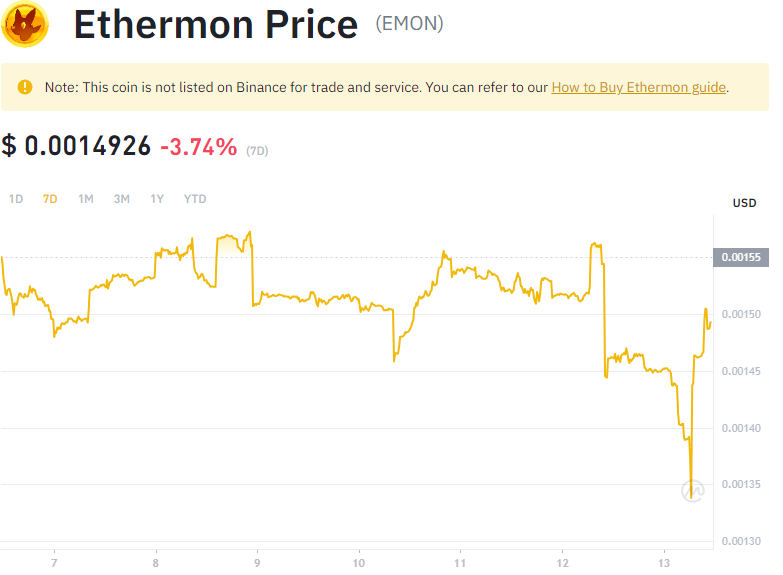 Ethermon Price (EMON)
Note: This coin is not listed on Binance for trade and service. You can refer to our How to Buy Ethermon guide.
$ 0.0014926 -3.74% (7D)
1D 7D 1M 3M 1Y YTD
USD
0.00155
0.00150
0.00145
0.00140
0.00135
0.00130
7 8 9 10 11 12 13